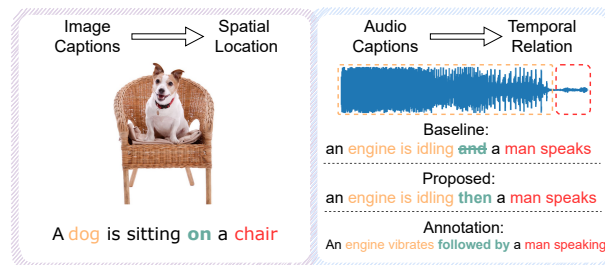 Image Captions
Spatial Location
A dog is sitting on a chair
Audio Captions
Temporal Relation
Baseline:
an engine is idling and a man speaks
Proposed:
an engine is idling then a man speaks
Annotation:
An engine vibrates followed by a man speaking